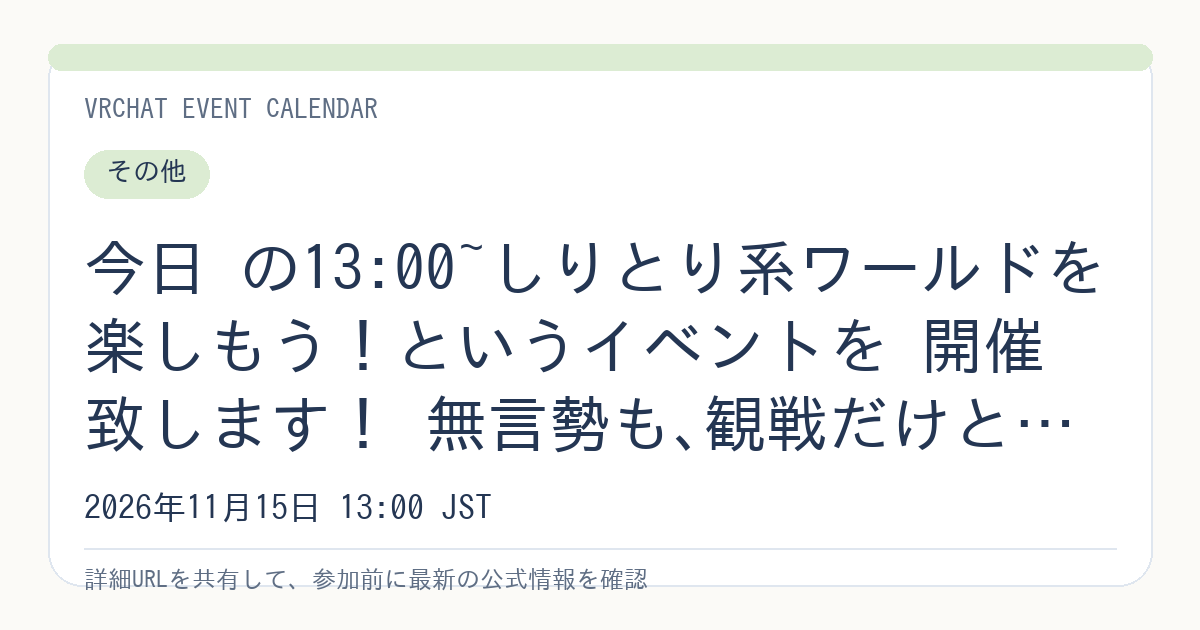 VRCHAT EVENT CALENDAR
その他
今日 の13:00~しりとり系ワールドを
楽しもう！というイベントを 開催
致します！ 無言勢も、観戦だけと…
2026年11月15日 13:00 JST
詳細URLを共有して、参加前に最新の公式情報を確認